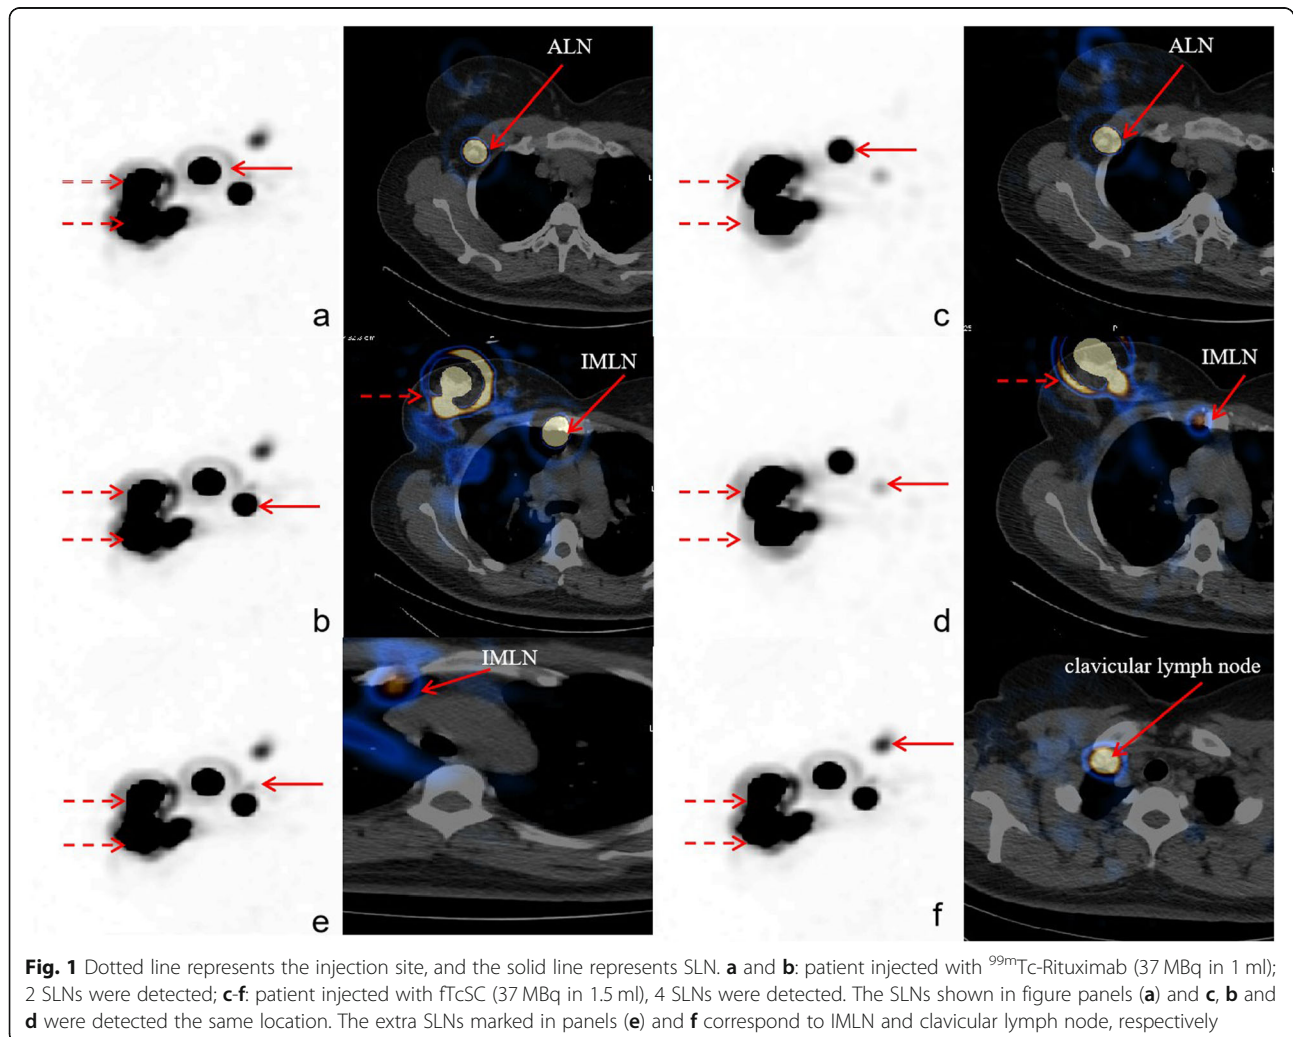 ALN
a
ALN
c
IMLN
b
IMLN
d
IMLN
e
clavicular lymph node
f
Fig. 1 Dotted line represents the injection site, and the solid line represents SLN. a and b: patient injected with 99mTc-Rituximab (37 MBq in 1 ml);
2 SLNs were detected; c-f: patient injected with fTcSC (37 MBq in 1.5 ml), 4 SLNs were detected. The SLNs shown in figure panels (a) and c, b and
d were detected the same location. The extra SLNs marked in panels (e) and f correspond to IMLN and clavicular lymph node, respectively